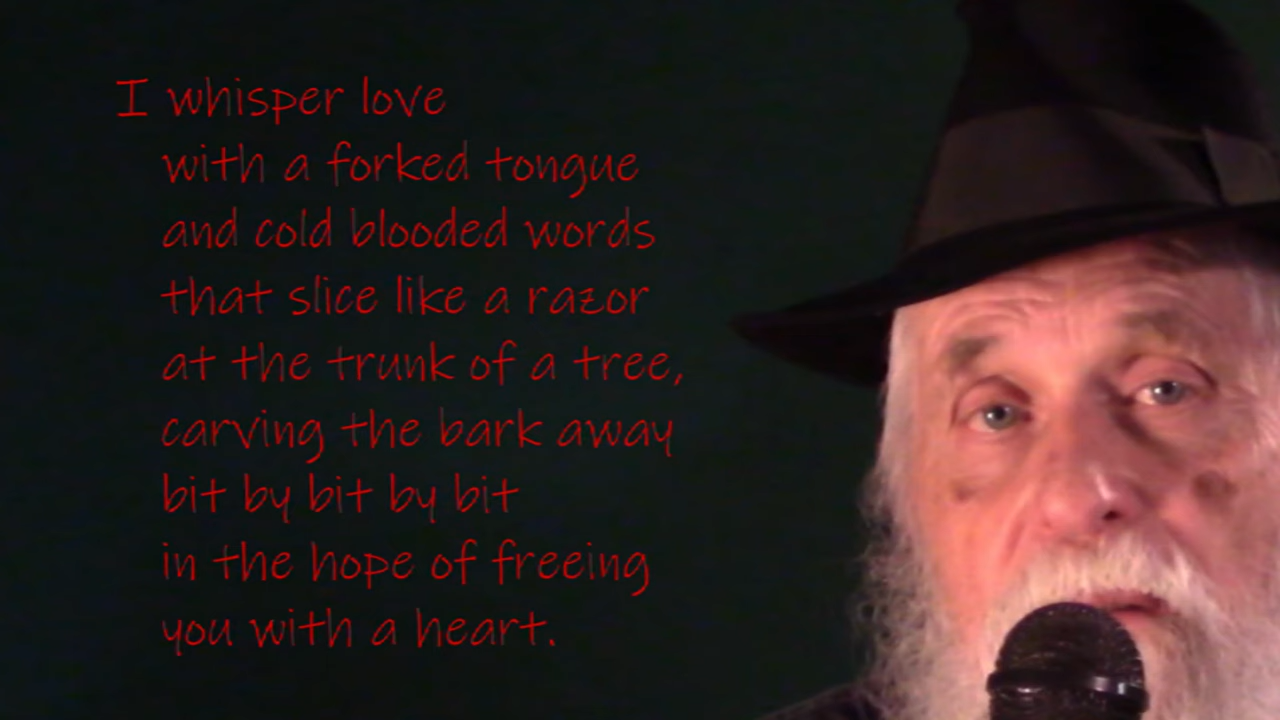 I whisper love
with a forked tongue
and cold blooded words
that slice like a razor
at the trunk of a tree,
carving the bark away
bit by bit by bit
in the hope of freeing
you with a heart.